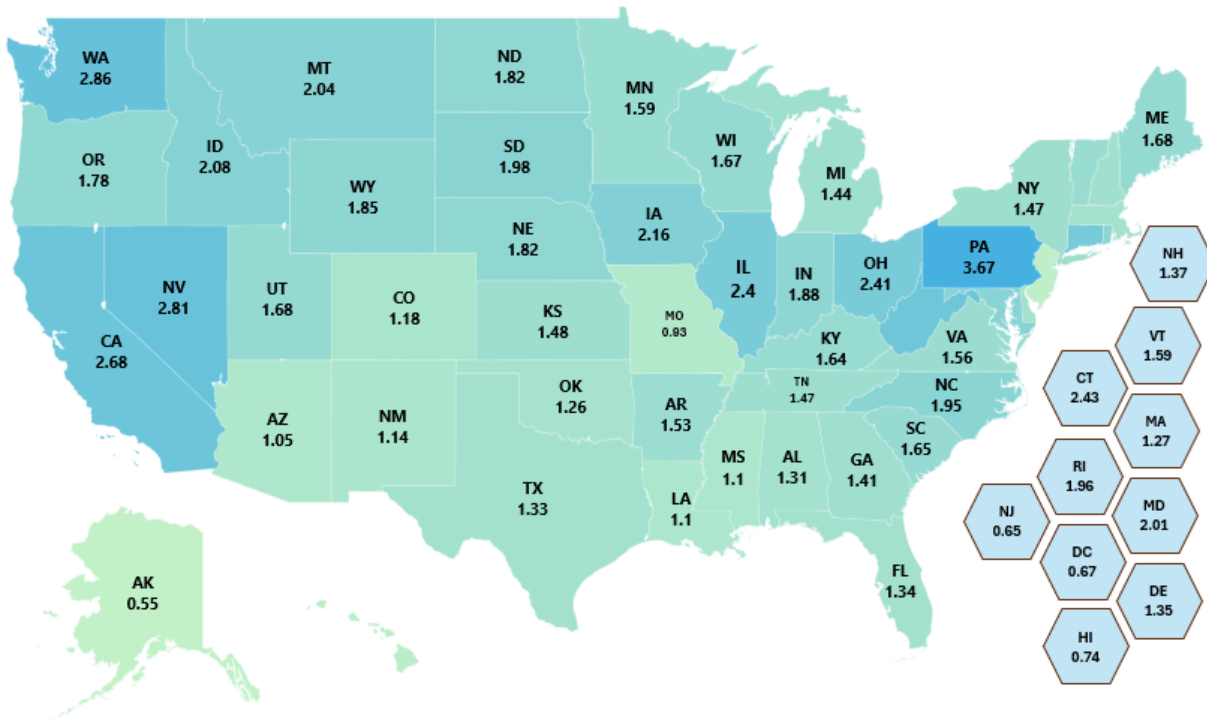 WA
2.86
MT
2.04
ND
1.82
MN
1.59
ME
1.68
OR
1.78
ID
2.08
SD
1.98
WI
1.67
MI
1.44
NY
1.47
WY
1.85
NE
1.82
IA
2.16
PA
3.67
NH
1.37
NV
2.81
UT
1.68
CO
1.18
KS
1.48
MO
0.93
IL
2.4
IN
1.88
OH
2.41
CA
2.68
KY
1.64
VA
1.56
VT
1.59
CT
2.43
AZ
1.05
NM
1.14
OK
1.26
AR
1.53
TN
1.47
NC
1.95
MA
1.27
TX
1.33
LA
1.1
MS
1.1
AL
1.31
GA
1.41
SC
1.65
RI
1.96
NJ
0.65
MD
2.01
AK
0.55
FL
1.34
DC
0.67
DE
1.35
HI
0.74